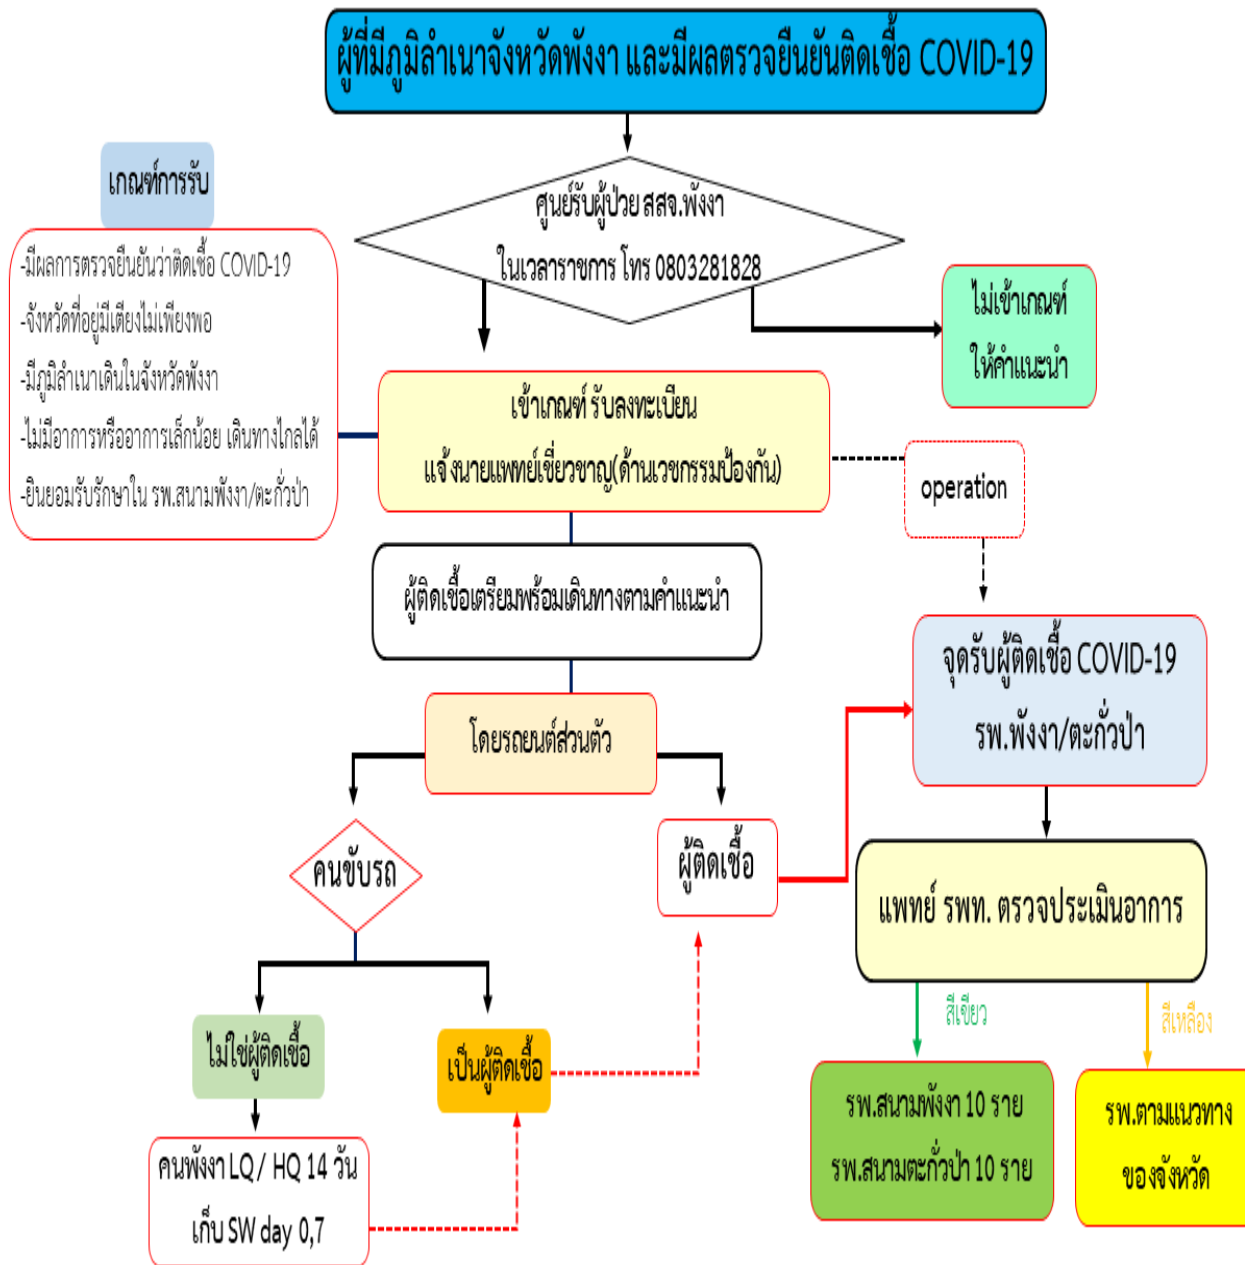 ผู้ที่มีภูมิลำเนาจังหวัดพังงา และมีผลตรวจยืนยันติดเชื้อ COVID-19
ศูนย์รับผู้ป่วย สสจ.พังงา
ในเวลาราชการ โทร 0803281828
เกณฑ์การรับ
-มีผลการตรวจยืนยันว่าติดเชื้อ COVID-19
-จังหวัดที่อยู่มีเตียงไม่เพียงพอ
-มีภูมิลำเนาเดินในจังหวัดพังงา
-ไม่มีอาการหรืออาการเล็กน้อย เดินทางไกลได้
-ยินยอมรับรักษาใน รพ.สนามพังงา/ตะกั่วป่า
ไม่เข้าเกณฑ์
ให้คำแนะนำ
เข้าเกณฑ์ รับลงทะเบียน
แจ้งนายแพทย์เชี่ยวชาญ(ด้านเวชกรรมป้องกัน)
operation
ผู้ติดเชื้อเตรียมพร้อมเดินทางตามคำแนะนำ
จุดรับผู้ติดเชื้อ COVID-19
รพ.พังงา/ตะกั่วป่า
โดยรถยนต์ส่วนตัว
คนขับรถ
ผู้ติดเชื้อ
แพทย์ รพท. ตรวจประเมินอาการ
สีเขียว
สีเหลือง
ไม่ใช่ผู้ติดเชื้อ
เป็นผู้ติดเชื้อ
รพ.สนามพังงา 10 ราย
รพ.สนามตะกั่วป่า 10 ราย
รพ.ตามแนวทาง
ของจังหวัด
คนพังงา LQ / HQ 14 วัน
เก็บ SW day 0,7